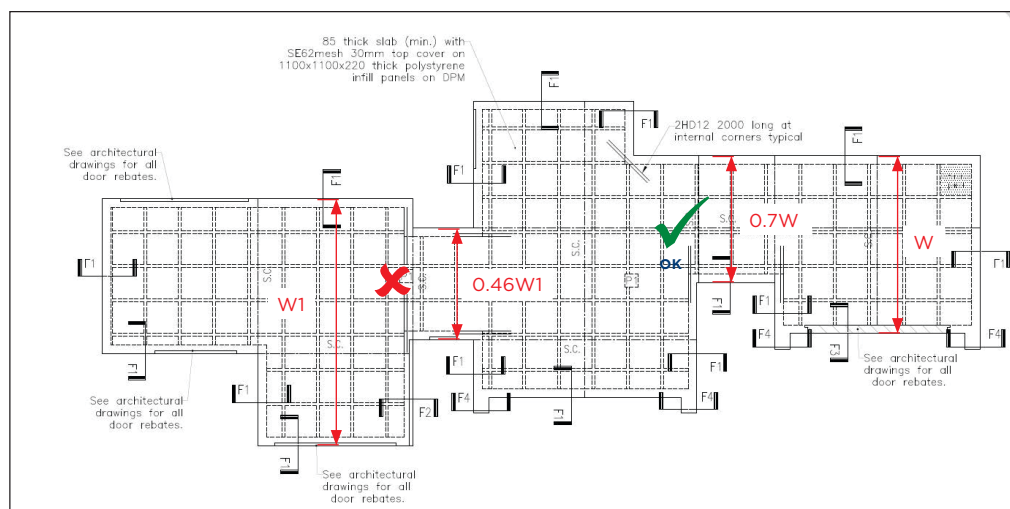 85 thick slab (min.) with
SE62mesh 30mm top cover on
1100x1100x220 thick polystyrene
infill panels on DPM
F1
F1
2HD12 2000 long at
internal corners typical
F1
See architectural
drawings for all
door rebates.
F1
F1
S.C.
0.7W
S.C.
W
F1
F1
S.C.
W1
S.C.
0.46W1
S.C.
OK
F1
F1
F1
F4
F3
F4
S.C.
S.C.
F1
F1
F1
See architectural
drawings for all
door rebates.
See architectural
drawings for all
door rebates.
F1
F2
F4
F1
F4
F1
See architectural
drawings for all
door rebates.